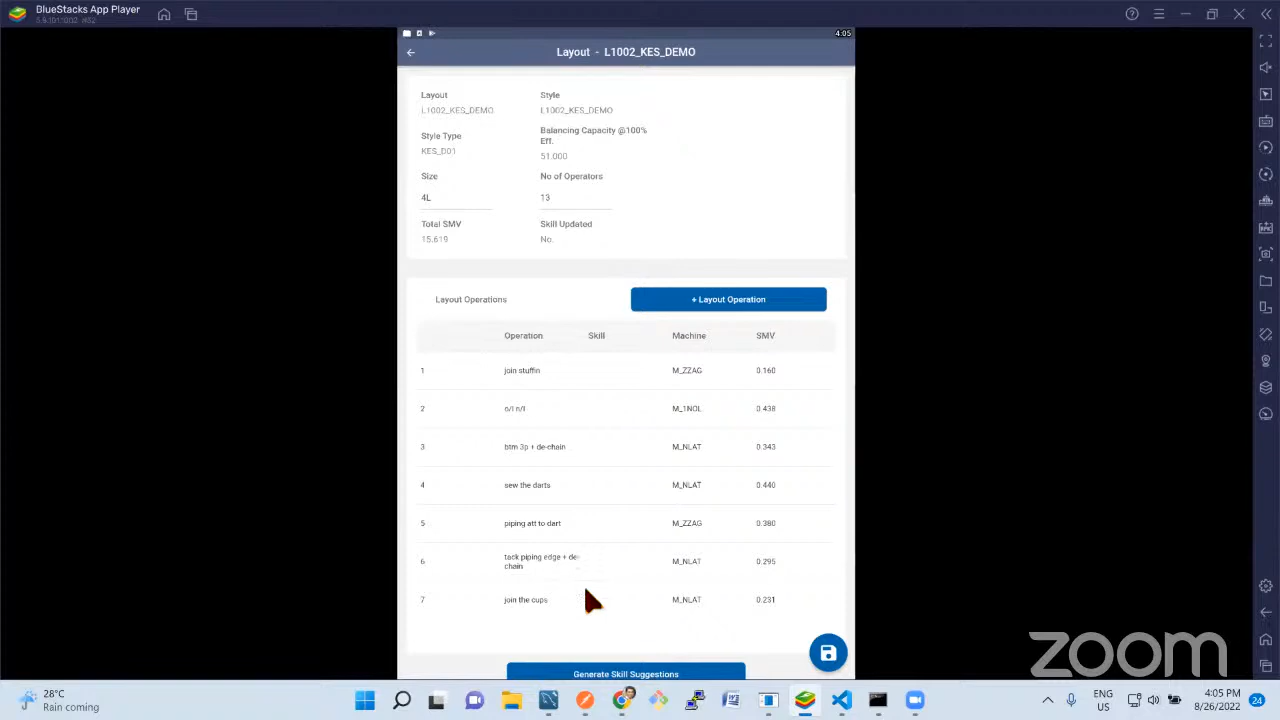 BlueStacks App Player
4:05
Layout - L1002_KES_DEMO
Layout
Style
L1002_KES_DEMO
L1002_KES_DEMO
Style Type
Balancing Capacity @100% Eff.
KES_D01
51.000
Size
No of Operators
4L
13
Total SMV
Skill Updated
15.619
No.
Layout Operations
+ Layout Operation
Operation Skill Machine SMV
1 join stuffin M_ZZAG 0.160
2 n/l n/l M_1NOL 0.438
3 btm 3p + de-chain M_NLAT 0.343
4 sew the darts M_NLAT 0.440
5 piping att to dart M_ZZAG 0.380
6 tack piping edge + de-chain M_NLAT 0.295
7 join the cups M_NLAT 0.231
Generate Skill Suggestions
zoom
28°C
Rain coming
ENG
US
4:05 PM
8/26/2022
24